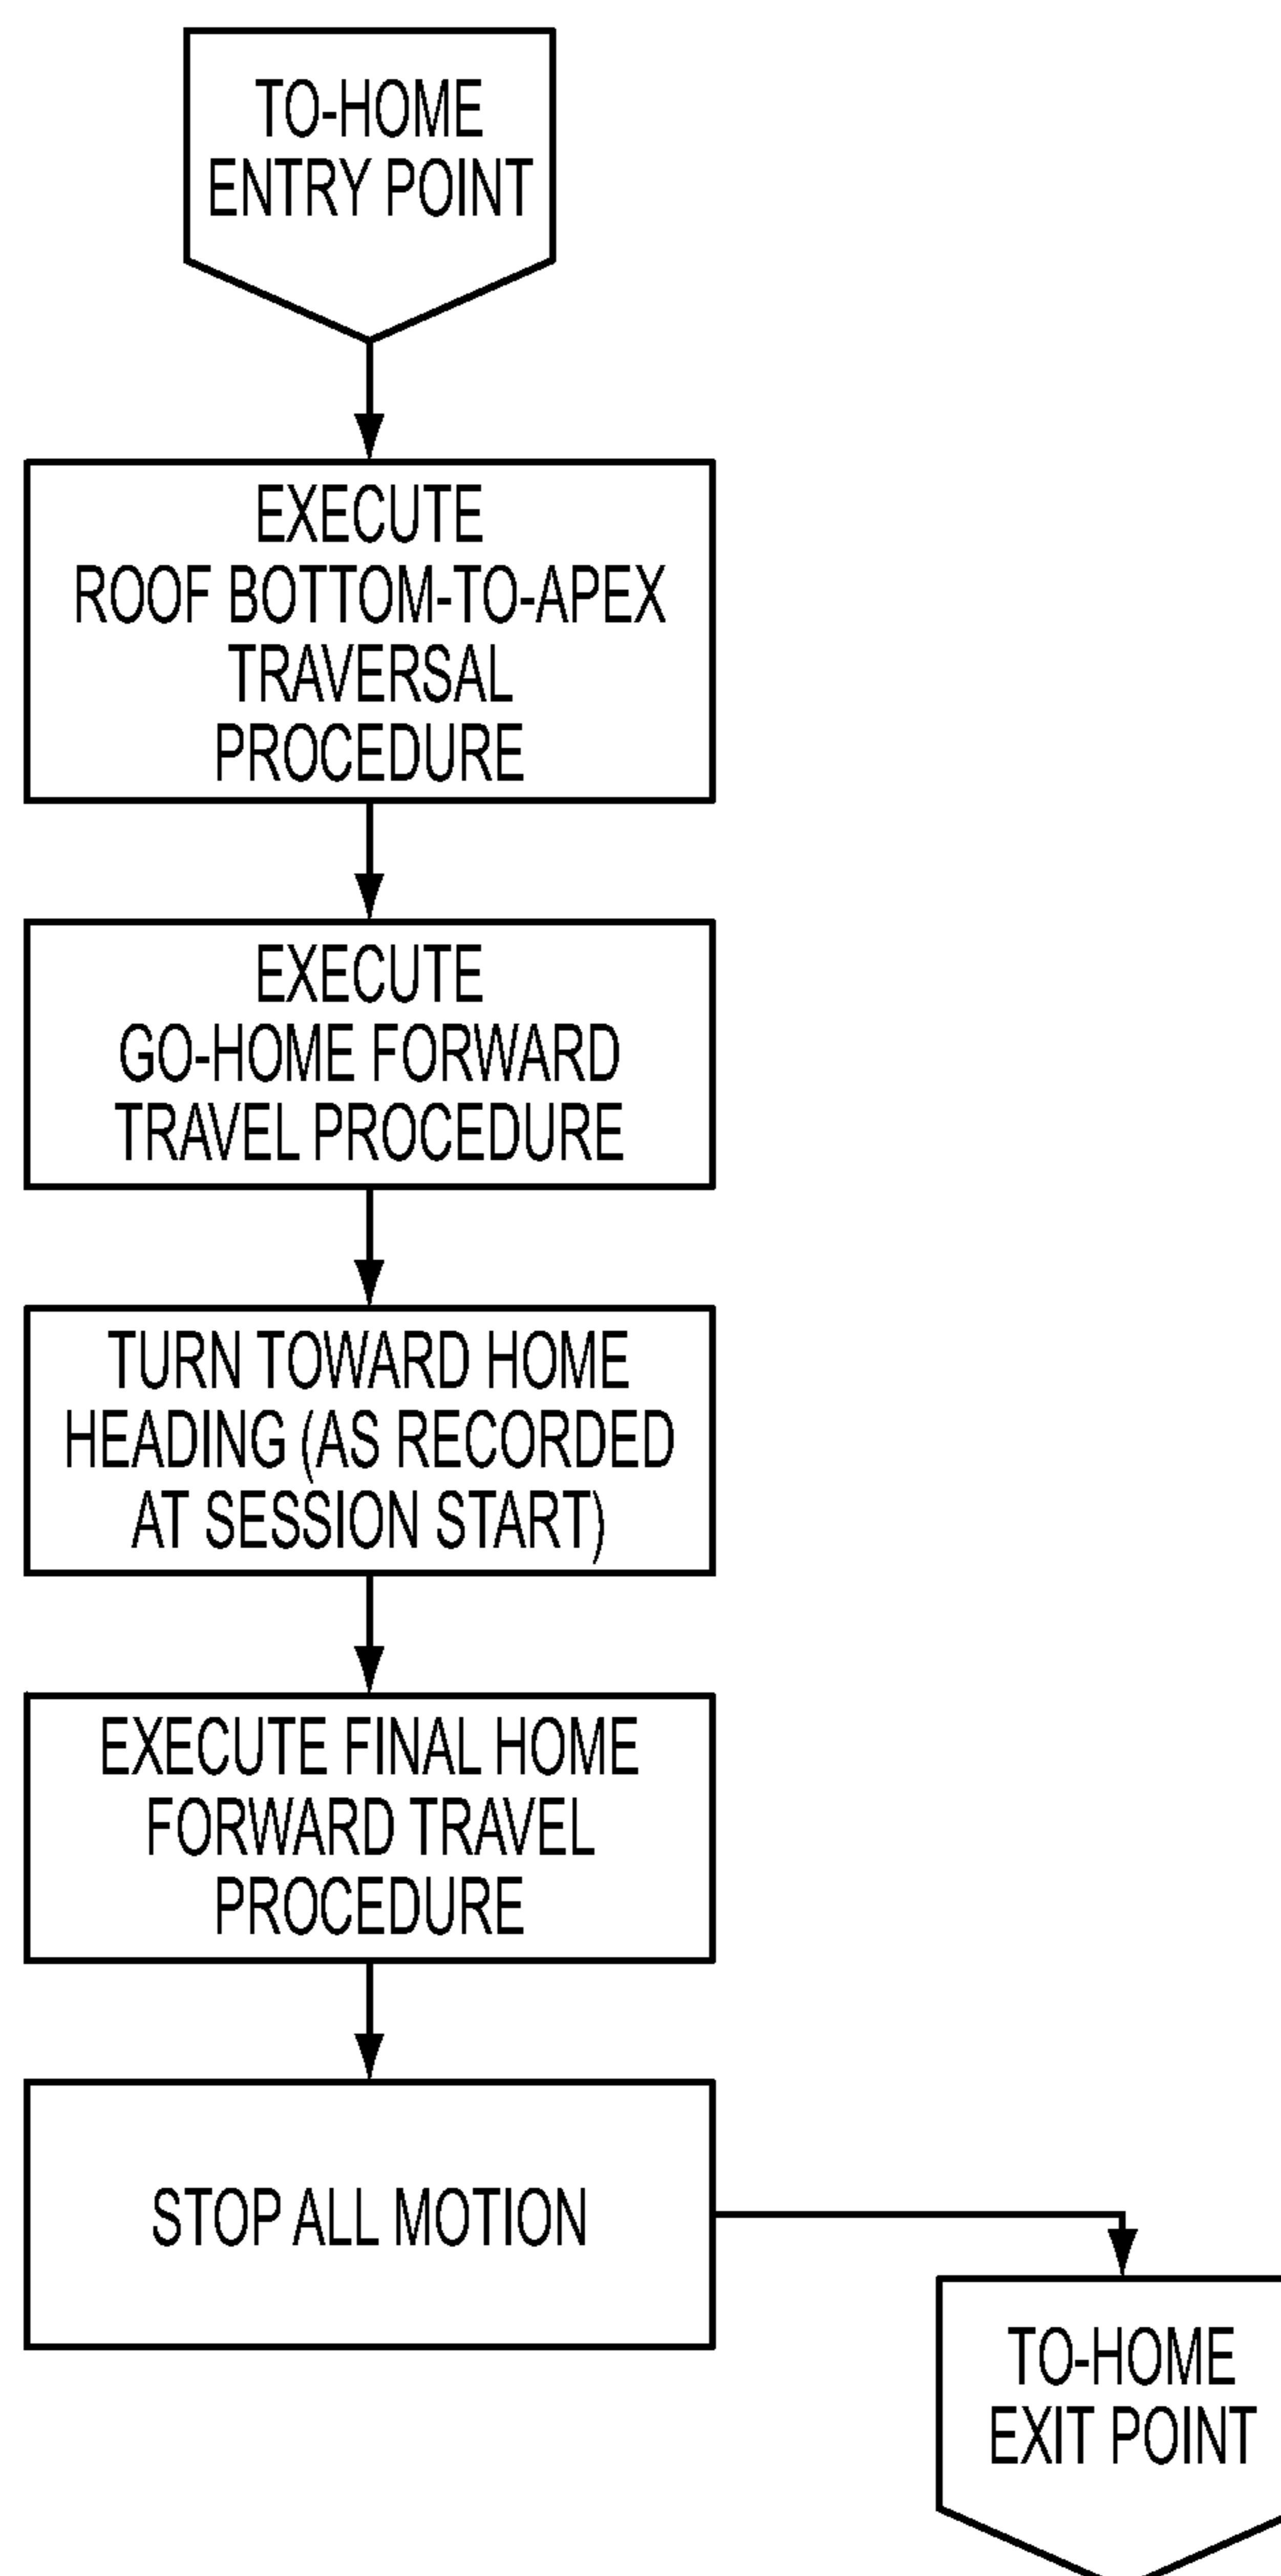 TO-HOME
ENTRY POINT
EXECUTE
ROOF BOTTOM-TO-APEX
TRAVERSAL
PROCEDURE
EXECUTE
GO-HOME FORWARD
TRAVEL PROCEDURE
TURN TOWARD HOME
HEADING (AS RECORDED
AT SESSION START)
EXECUTE FINAL HOME
FORWARD TRAVEL
PROCEDURE
STOP ALL MOTION
TO-HOME
EXIT POINT